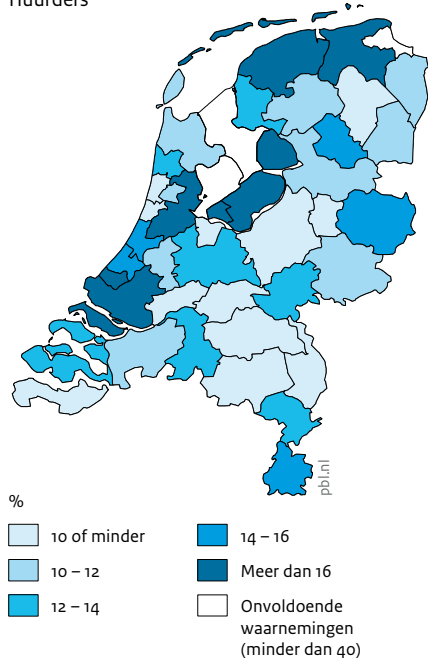 Huurders
pbl.nl
%
10 of minder
10 – 12
12 – 14
14 – 16
Meer dan 16
Onvoldoende
waarnemingen
(minder dan 40)